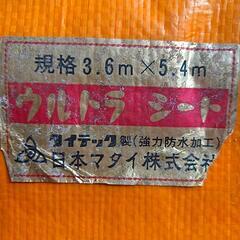 規格3.6m×5.4m
ウルトラ シート
タイテック製(強力防水加工)
日本マタイ株式会